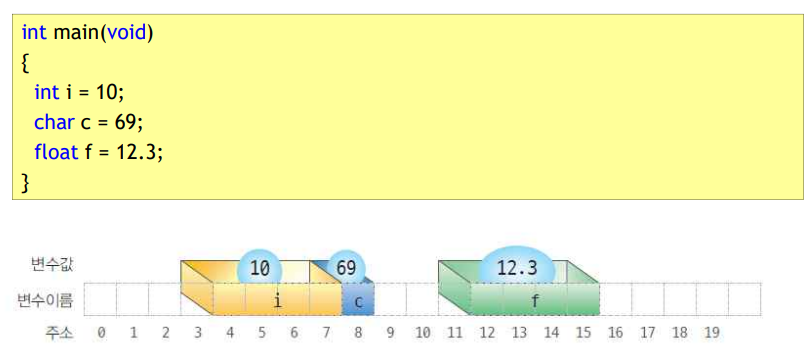 int main(void)
{
int i = 10;
char c = 69;
float f = 12.3;
}
변수값 10 69 12.3
변수이름 i c f
주소 0 1 2 3 4 5 6 7 8 9 10 11 12 13 14 15 16 17 18 19